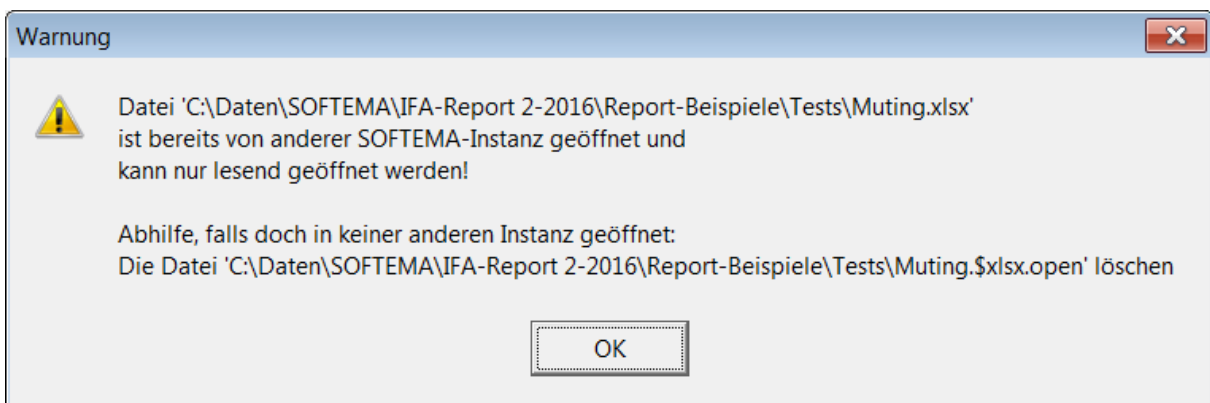 Warnung
Datei 'C:\Daten\SOFTEMA\IFA-Report 2-2016\Report-Beispiele\Tests\Muting.xlsx'
ist bereits von anderer SOFTEMA-Instanz geöffnet und
kann nur lesend geöffnet werden!
Abhilfe, falls doch in keiner anderen Instanz geöffnet:
Die Datei 'C:\Daten\SOFTEMA\IFA-Report 2-2016\Report-Beispiele\Tests\Muting.$xlsx.open' löschen
OK